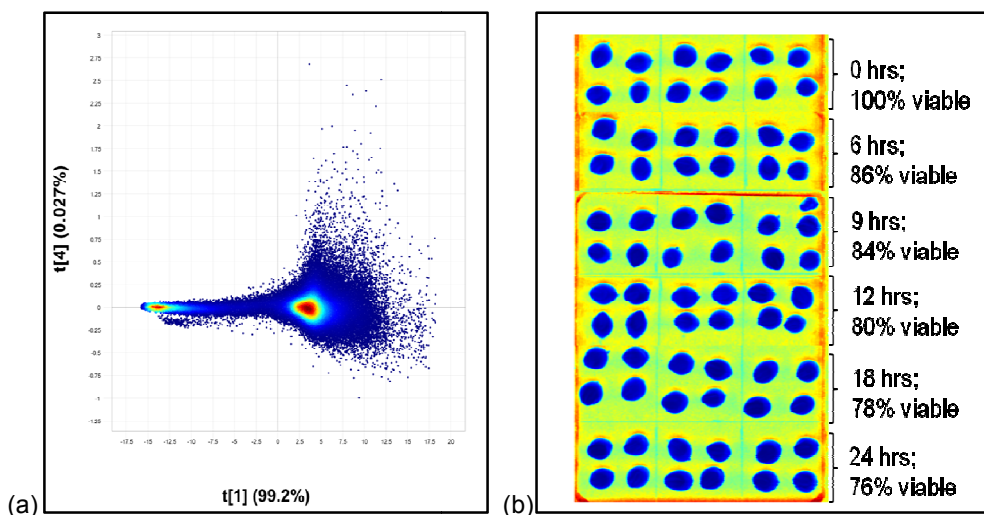 3
2.75
2.5
2.25
2
1.75
1.5
1.25
1
0.75
0.5
0.25
0
-0.25
-0.5
-0.75
-1
-1.25
-17.5 -15 -12.5 -10 -7.5 -5 -2.5 0 2.5 5 7.5 10 12.5 15 17.5 20
t[4] (0.027%)
t[1] (99.2%)
(a)
0 hrs;
100% viable
6 hrs;
86% viable
9 hrs;
84% viable
12 hrs;
80% viable
18 hrs;
78% viable
24 hrs;
76% viable
(b)